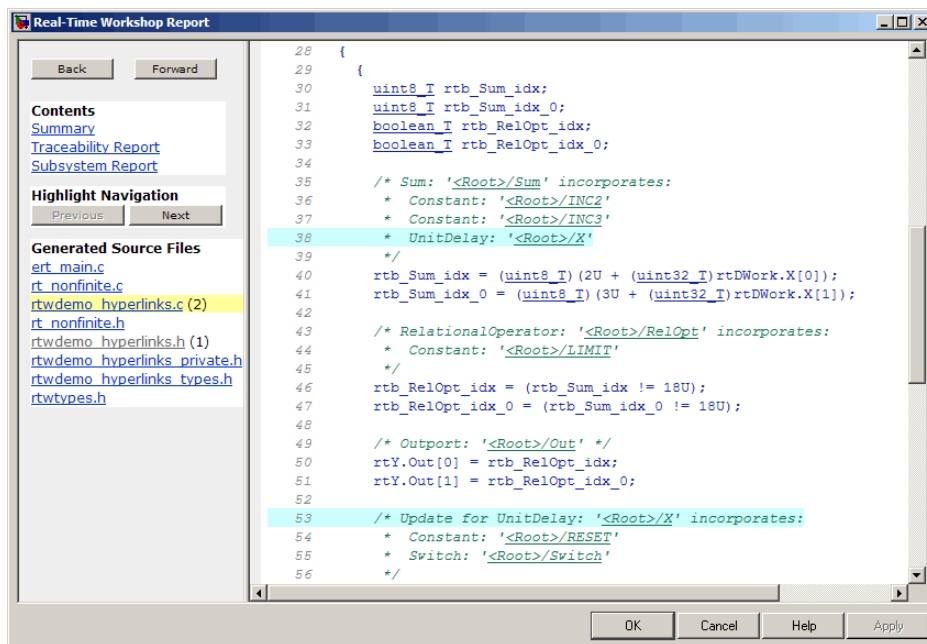 Real-Time Workshop Report
Back Forward
Contents
Summary
Traceability Report
Subsystem Report
Highlight Navigation
Previous Next
Generated Source Files
ert_main.c
rt_nonfinite.c
rtwdemo_hyperlinks.c (2)
rt_nonfinite.h
rtwdemo_hyperlinks.h (1)
rtwdemo_hyperlinks_private.h
rtwdemo_hyperlinks_types.h
rtwtypes.h
28 {
29 {
30 uint8_T rtb_Sum_idx;
31 uint8_T rtb_Sum_idx_0;
32 boolean_T rtb_RelOpt_idx;
33 boolean_T rtb_RelOpt_idx_0;
34
35 /* Sum: '<Root>/Sum' incorporates:
36 * Constant: '<Root>/INC2'
37 * Constant: '<Root>/INC3'
38 * UnitDelay: '<Root>/X'
39 */
40 rtb_Sum_idx = (uint8_T)(2U + (uint32_T)rtDWork.X[0]);
41 rtb_Sum_idx_0 = (uint8_T)(3U + (uint32_T)rtDWork.X[1]);
42
43 /* RelationalOperator: '<Root>/RelOpt' incorporates:
44 * Constant: '<Root>/LIMIT'
45 */
46 rtb_RelOpt_idx = (rtb_Sum_idx != 18U);
47 rtb_RelOpt_idx_0 = (rtb_Sum_idx_0 != 18U);
48
49 /* Outport: '<Root>/Out' */
50 rtY.Out[0] = rtb_RelOpt_idx;
51 rtY.Out[1] = rtb_RelOpt_idx_0;
52
53 /* Update for UnitDelay: '<Root>/X' incorporates:
54 * Constant: '<Root>/RESET'
55 * Switch: '<Root>/Switch'
56 */
OK Cancel Help Apply